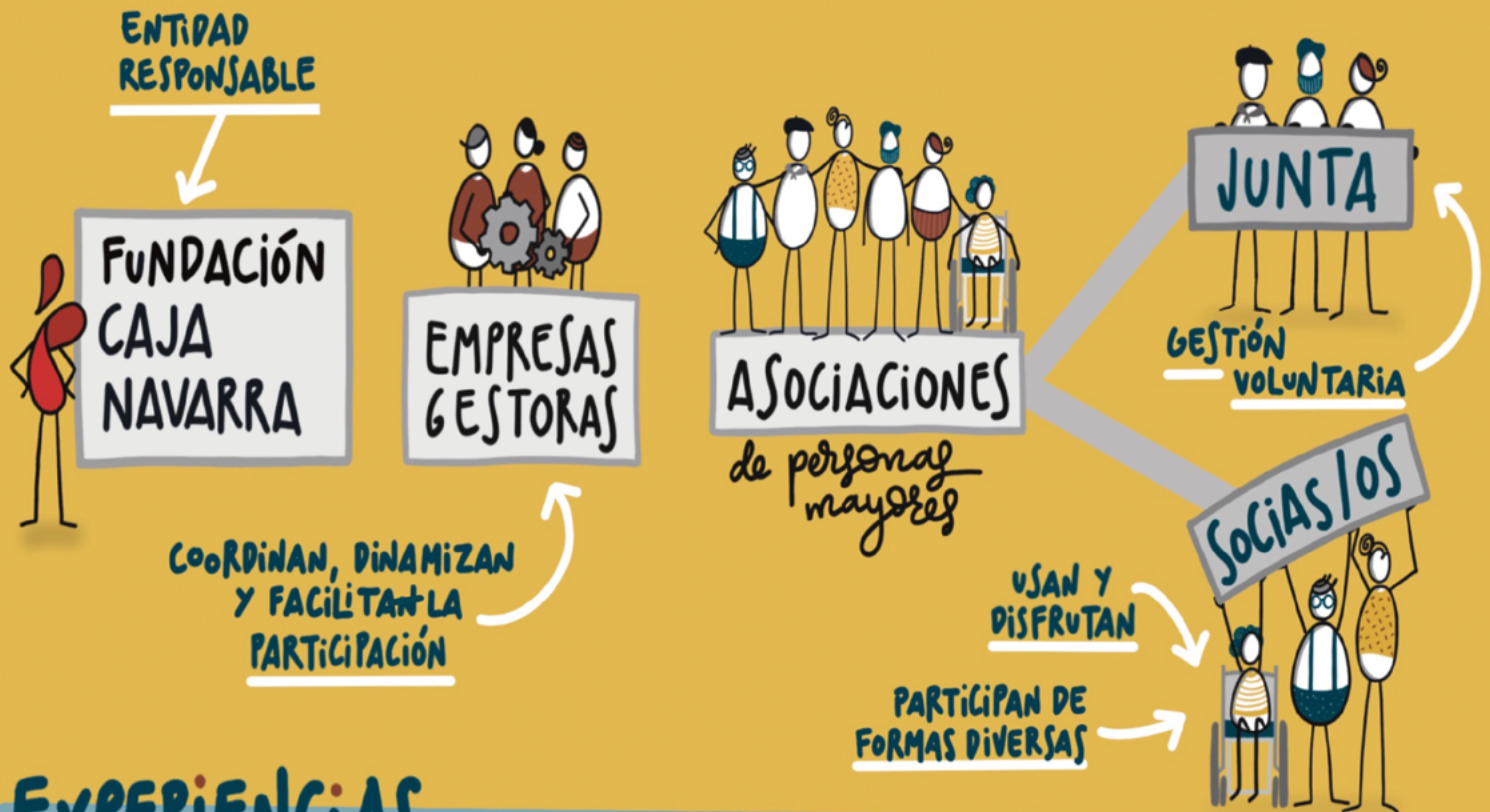 ENTIDAD
RESPONSABLE
FUNDACIÓN
CAJA
NAVARRA
EMPRESAS
GESTORAS
COORDINAN, DINAMIZAN
Y FACILITAN LA
PARTICIPACIÓN
ASOCIACIONES
de personas
mayores
JUNTA
GESTIÓN
VOLUNTARIA
SOCIAS/OS
USAN Y
DISFRUTAN
PARTICIPAN DE
FORMAS DIVERSAS
EXPERIENCIAS